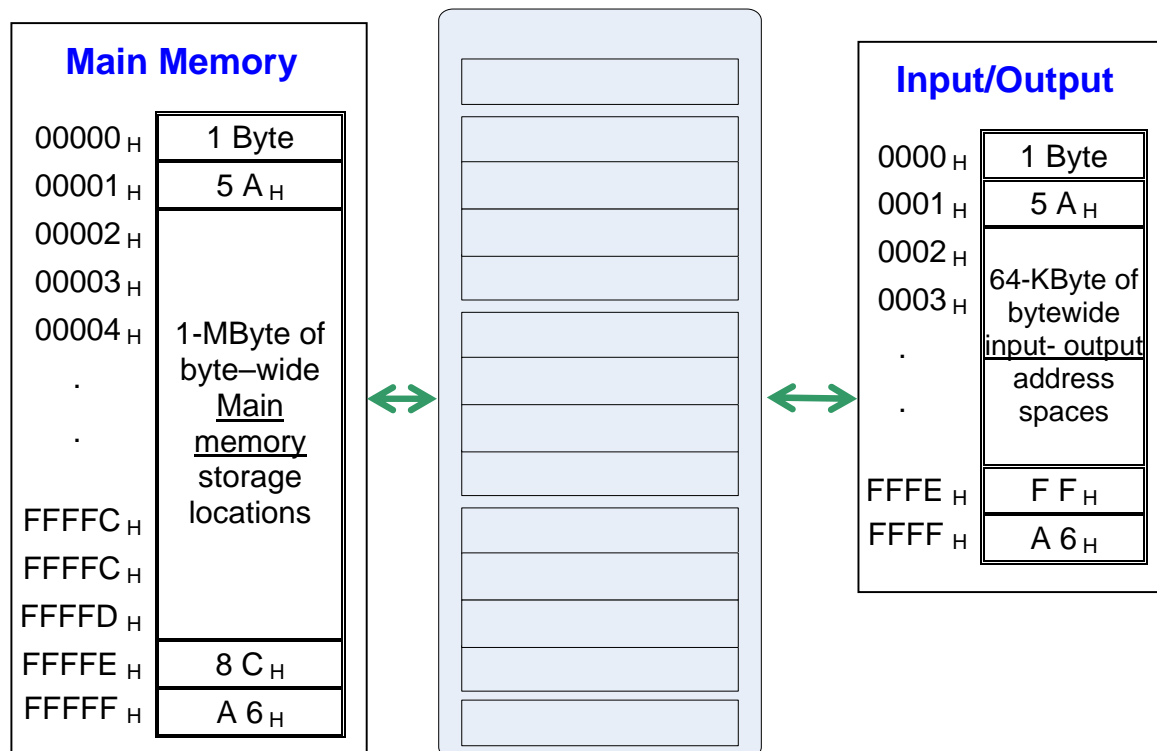 Main Memory
00000 H
1 Byte
00001 H
5 A H
00002 H
00003 H
00004 H
.
.
1-MByte of
byte–wide
Main
memory
storage
locations
FFFFC H
FFFFC H
FFFFD H
FFFFE H
8 C H
FFFFF H
A 6 H
Input/Output
0000 H
1 Byte
0001 H
5 A H
0002 H
0003 H
.
.
64-KByte of
bytewide
input- output
address
spaces
FFFE H
F F H
FFFF H
A 6 H